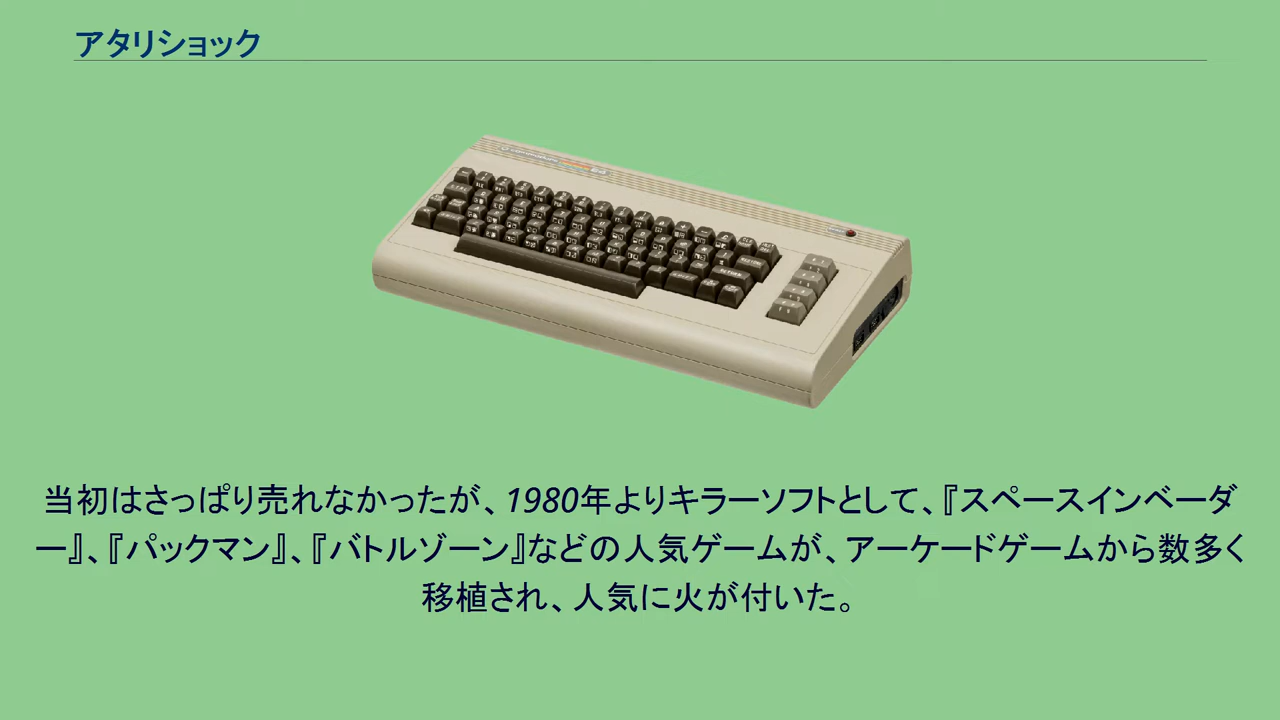 アタリショック
当初はさっぱり売れなかったが、1980年よりキラーソフトとして、『スペースインベーダ
ー』、『パックマン』、『バトルゾーン』などの人気ゲームが、アーケードゲームから数多く
移植され、人気に火が付いた。